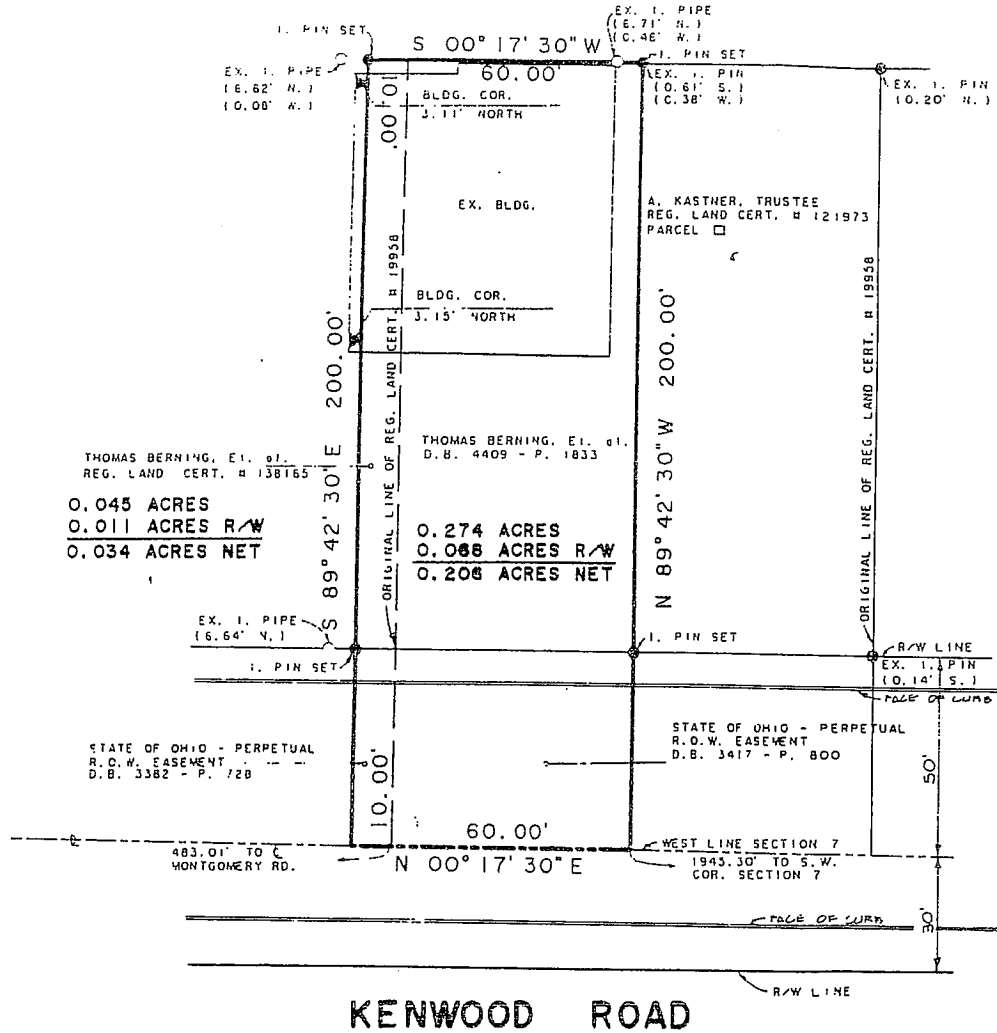 I. PIN SET
S 00° 17' 30" W
60.00'
EX. I. PIPE
(6.71' N.)
(0.46' W.)
I. PIN SET
EX. I. PIPE
(6.62' N.)
(0.08' W.)
10.00'
BLDG. COR.
3.11' NORTH
EX. I. PIN
(0.61' S.)
(0.38' W.)
EX. I. PIN
(0.20' N.)
EX. BLDG.
A. KASTNER, TRUSTEE
REG. LAND CERT. # 121973
PARCEL
BLDG. COR.
3.15' NORTH
S 89° 42' 30" E 200.00'
ORIGINAL LINE OF REG. LAND CERT. # 19958
N 89° 42' 30" W 200.00'
ORIGINAL LINE OF REG. LAND CERT. # 19958
THOMAS BERNING, Et. al.
REG. LAND CERT. # 138165
0.045 ACRES
0.011 ACRES R/W
0.034 ACRES NET
THOMAS BERNING, Et. al.
D.B. 4409 - P. 1833
0.274 ACRES
0.068 ACRES R/W
0.206 ACRES NET
EX. I. PIPE
(6.64' N.)
I. PIN SET
I. PIN SET
R/W LINE
EX. I. PIN
(0.14' S.)
FACE OF CURB
STATE OF OHIO - PERPETUAL
R.O.W. EASEMENT
D.B. 3382 - P. 728
STATE OF OHIO - PERPETUAL
R.O.W. EASEMENT
D.B. 3417 - P. 800
50'
10.00'
60.00'
N 00° 17' 30" E
483.01' TO ℄
MONTGOMERY RD.
WEST LINE SECTION 7
1945.30' TO S.W.
COR. SECTION 7
FACE OF CURB
30'
R/W LINE
KENWOOD ROAD